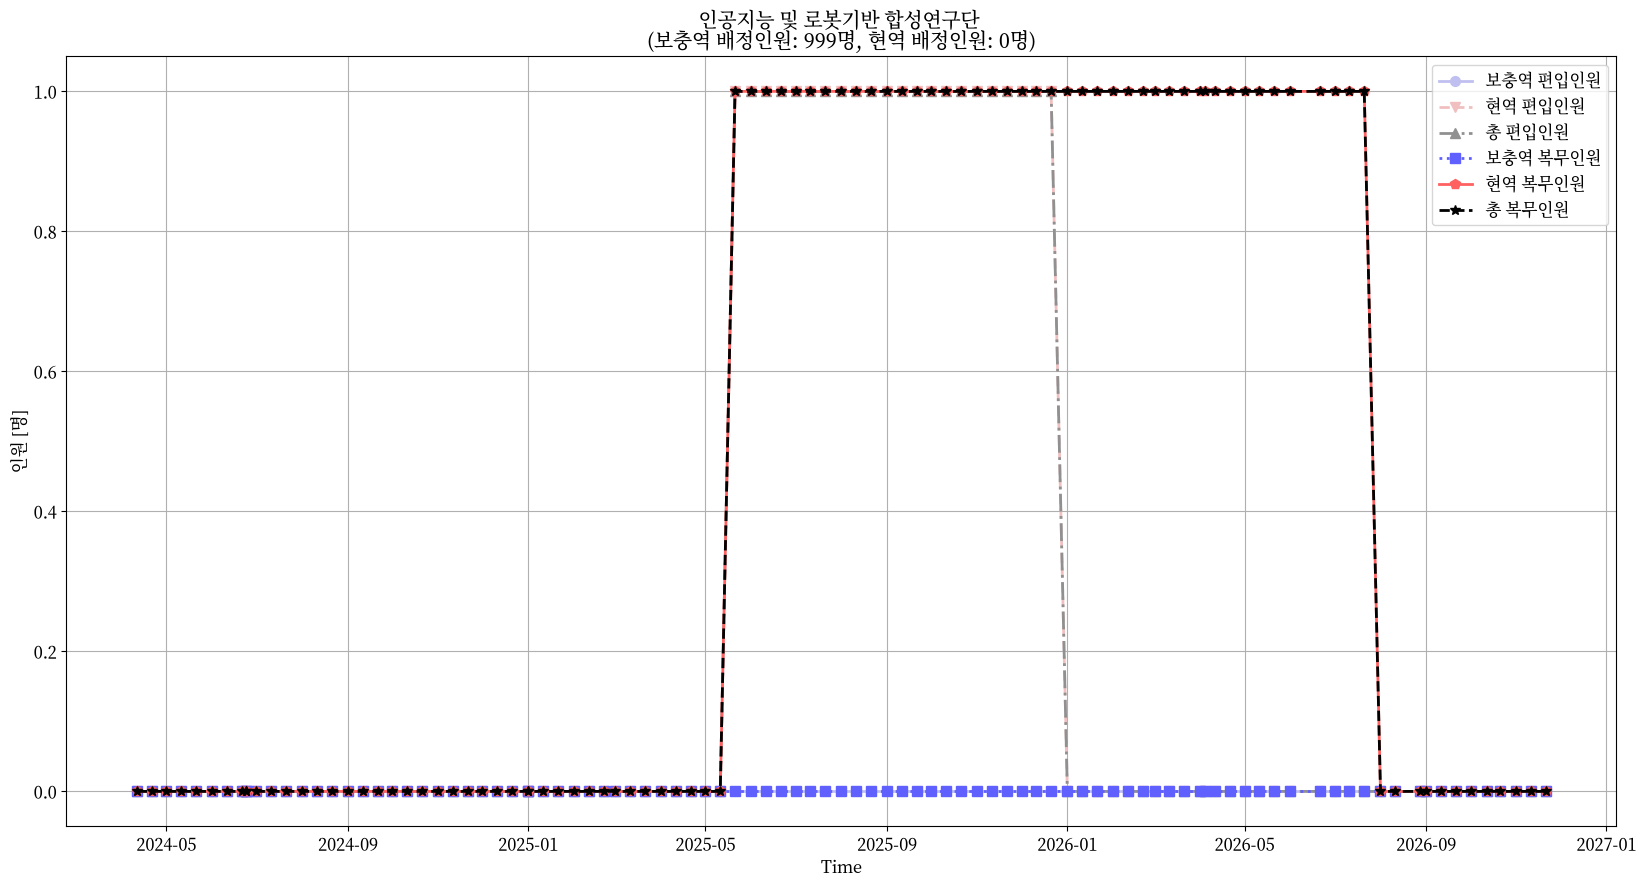 인공지능 및 로봇기반 합성연구단
(보충역 배정인원: 999명, 현역 배정인원: 0명)
보충역 편입인원
현역 편입인원
총 편입인원
보충역 복무인원
현역 복무인원
총 복무인원
인원 [명]
1.0
0.8
0.6
0.4
0.2
0.0
2024-05
2024-09
2025-01
2025-05
2025-09
2026-01
2026-05
2026-09
2027-01
Time